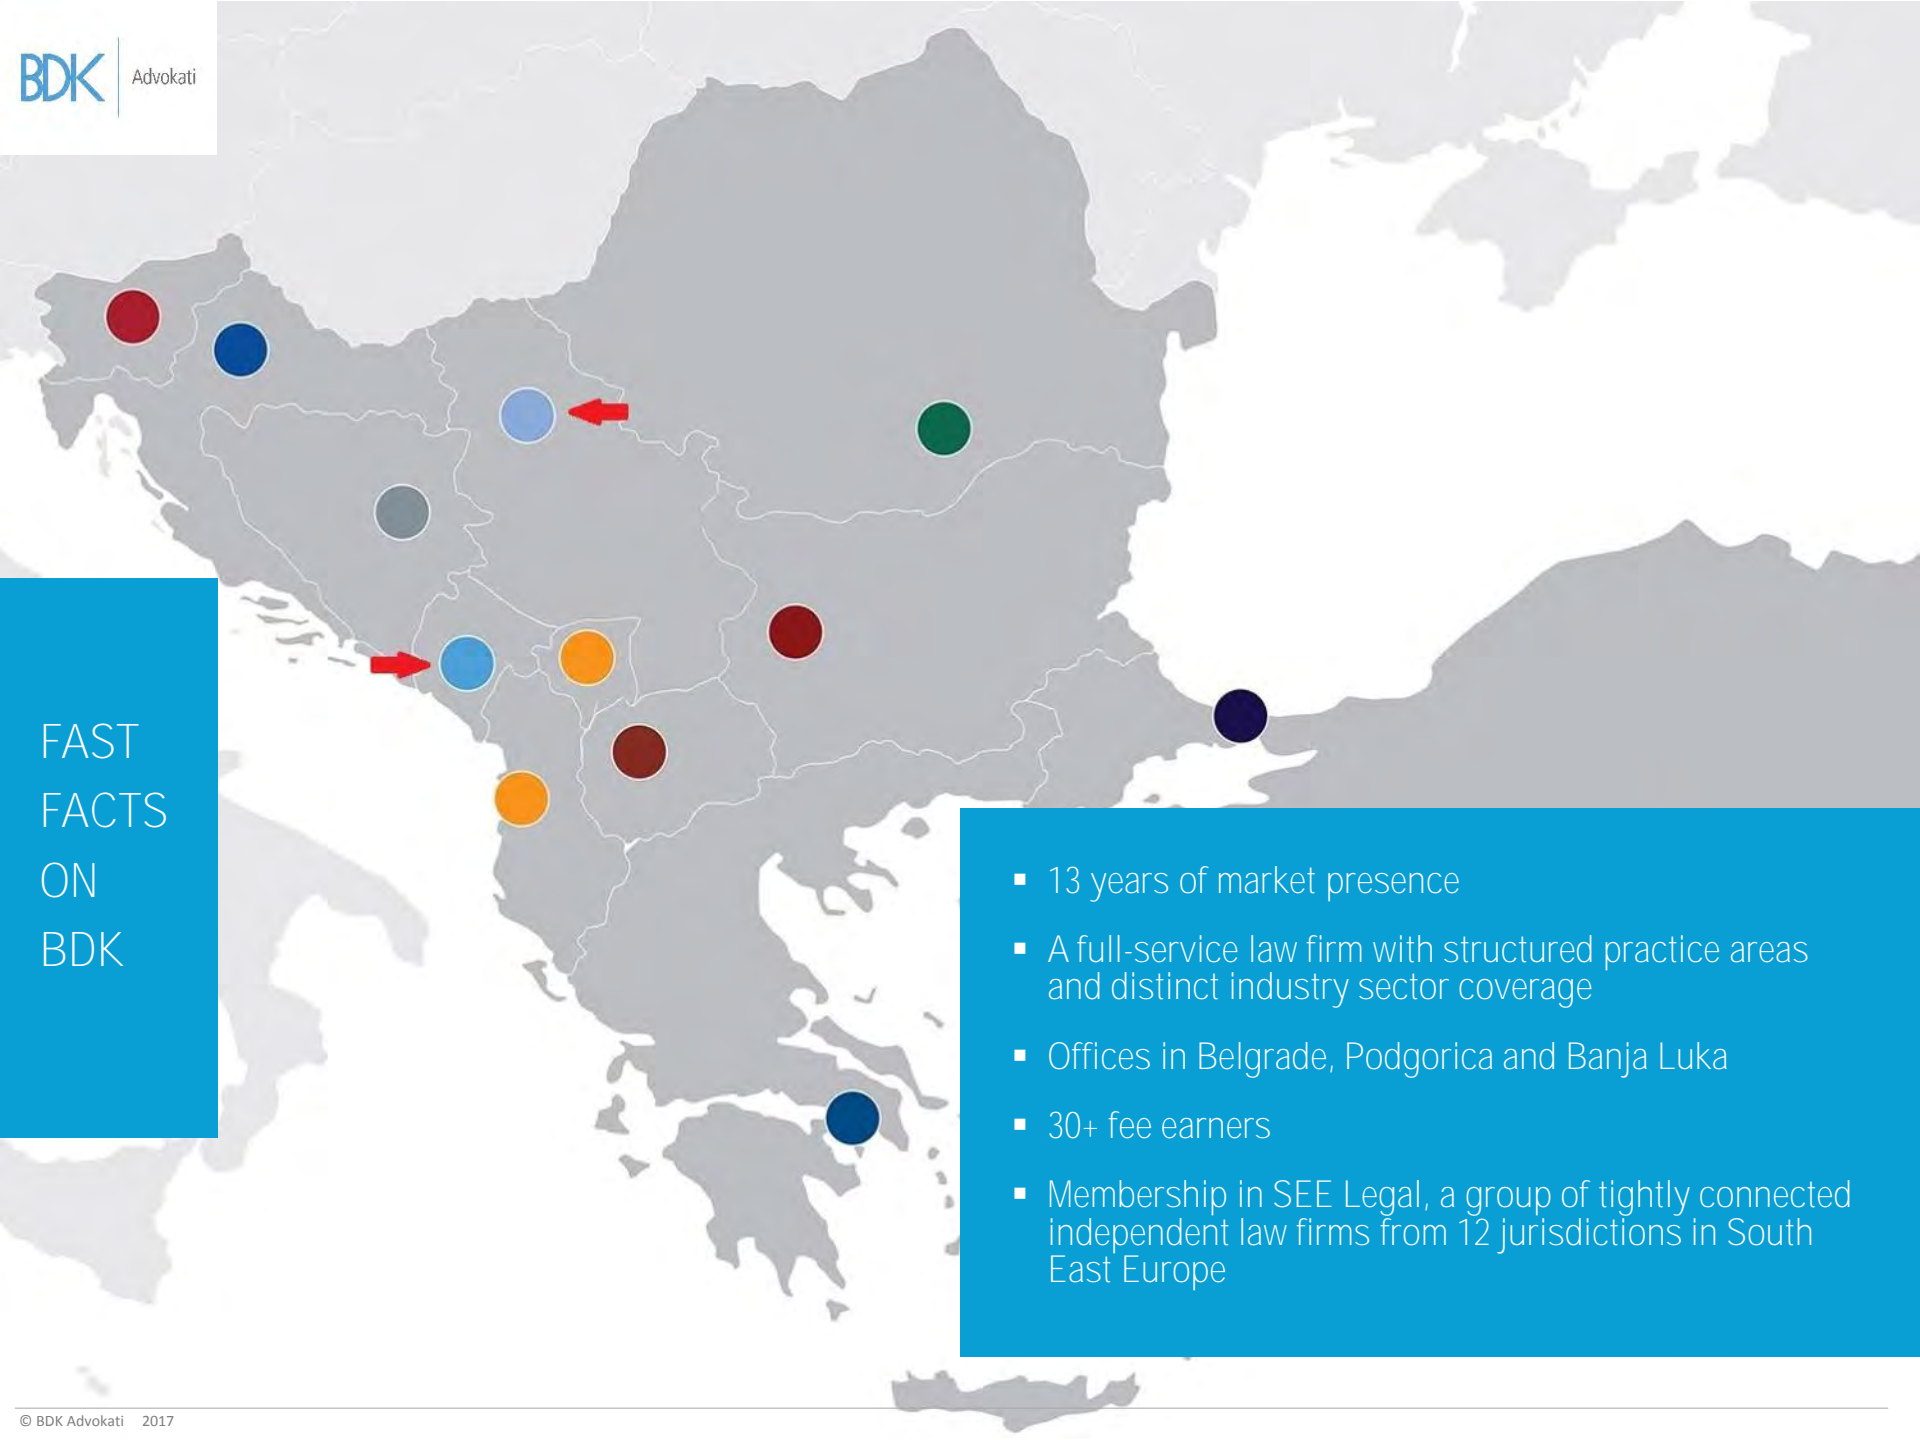 BDK Advokati
FAST
FACTS
ON
BDK
▪ 13 years of market presence
▪ A full-service law firm with structured practice areas
and distinct industry sector coverage
▪ Offices in Belgrade, Podgorica and Banja Luka
▪ 30+ fee earners
▪ Membership in SEE Legal, a group of tightly connected
independent law firms from 12 jurisdictions in South
East Europe
© BDK Advokati 2017